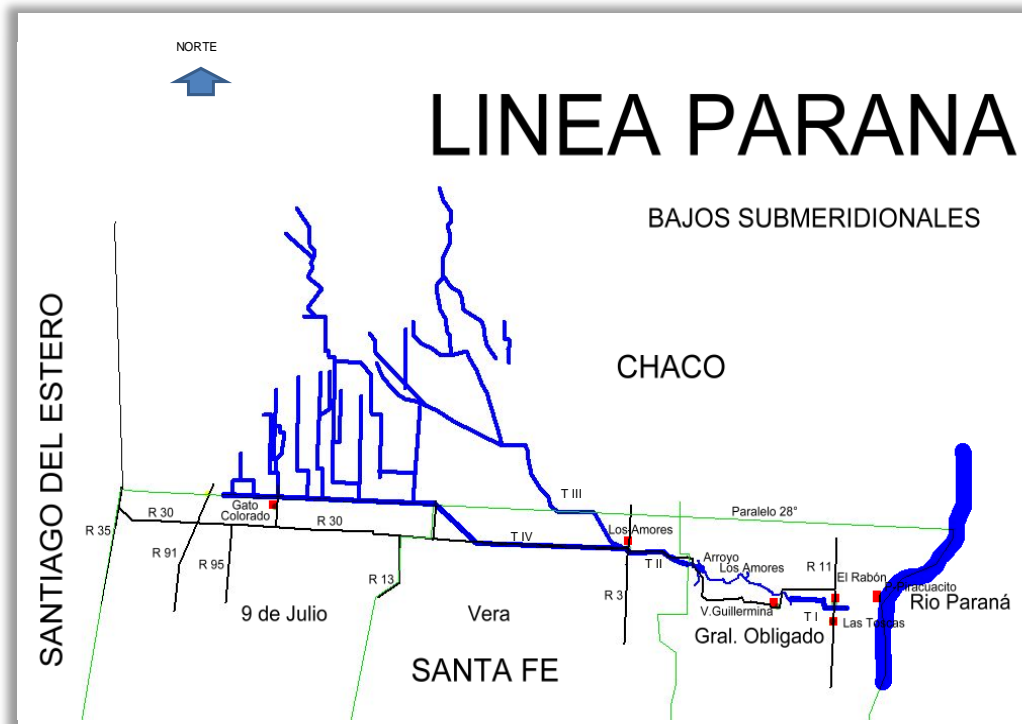 NORTE
LINEA PARANA
BAJOS SUBMERIDIONALES
SANTIAGO DEL ESTERO
CHACO
T III
Paralelo 28°
Gato
Colorado
R 30
R 30
R 35
R 91
R 95
R 13
T IV
Los Amores
T II
R 3
Arroyo
Los Amores
R 11
El Rabón
Piracuacito
Rio Paraná
V.Guillermina
T I
Las Toscas
9 de Julio
Vera
Gral. Obligado
SANTA FE